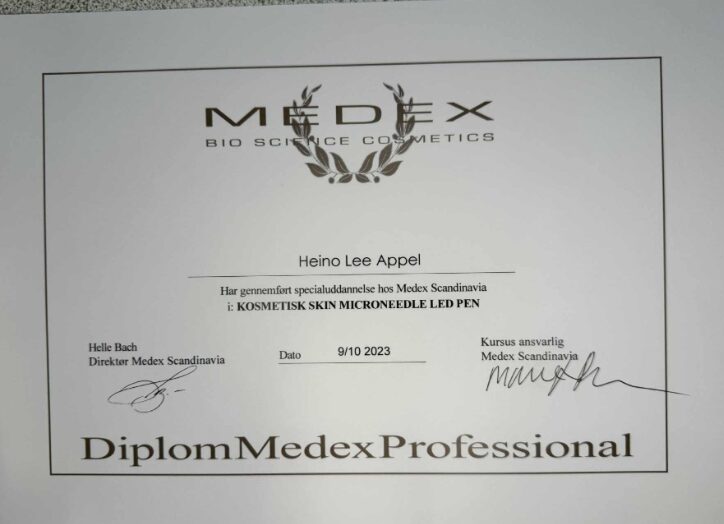 MEDEX
BIO SCIENCE COSMETICS
Heino Lee Appel
Har gennemført specialuddannelse hos Medex Scandinavia
i: KOSMETISK SKIN MICRONEEDLE LED PEN
Helle Bach
Direktør Medex Scandinavia
Dato 9/10 2023
Kursus ansvarlig
Medex Scandinavia
DiplomMedexProfessional